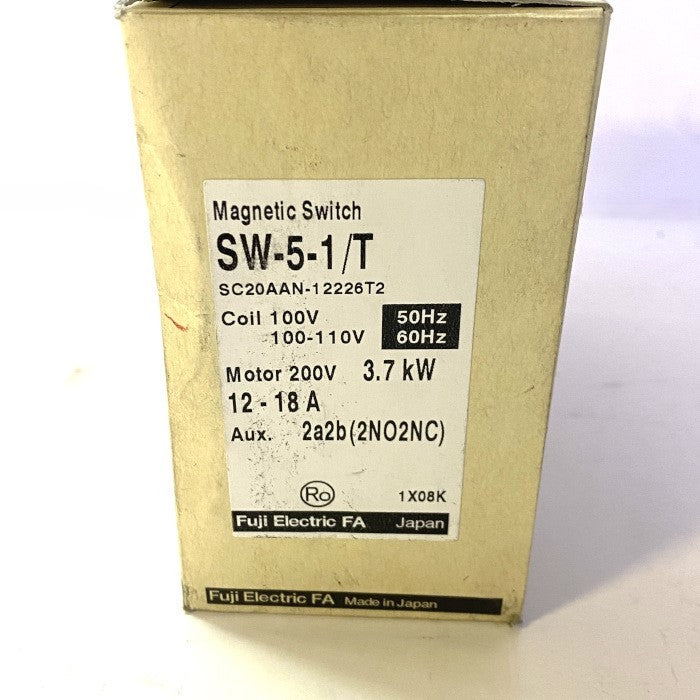 Magnetic Switch
SW-5-1/T
SC20AAN-12226T2
Coil 100V 50Hz
100-110V 60Hz
Motor 200V 3.7 kW
12-18 A
Aux. 2a2b(2NO2NC)
Ro 1X08K
Fuji Electric FA Japan
Fuji Electric FA Made in Japan